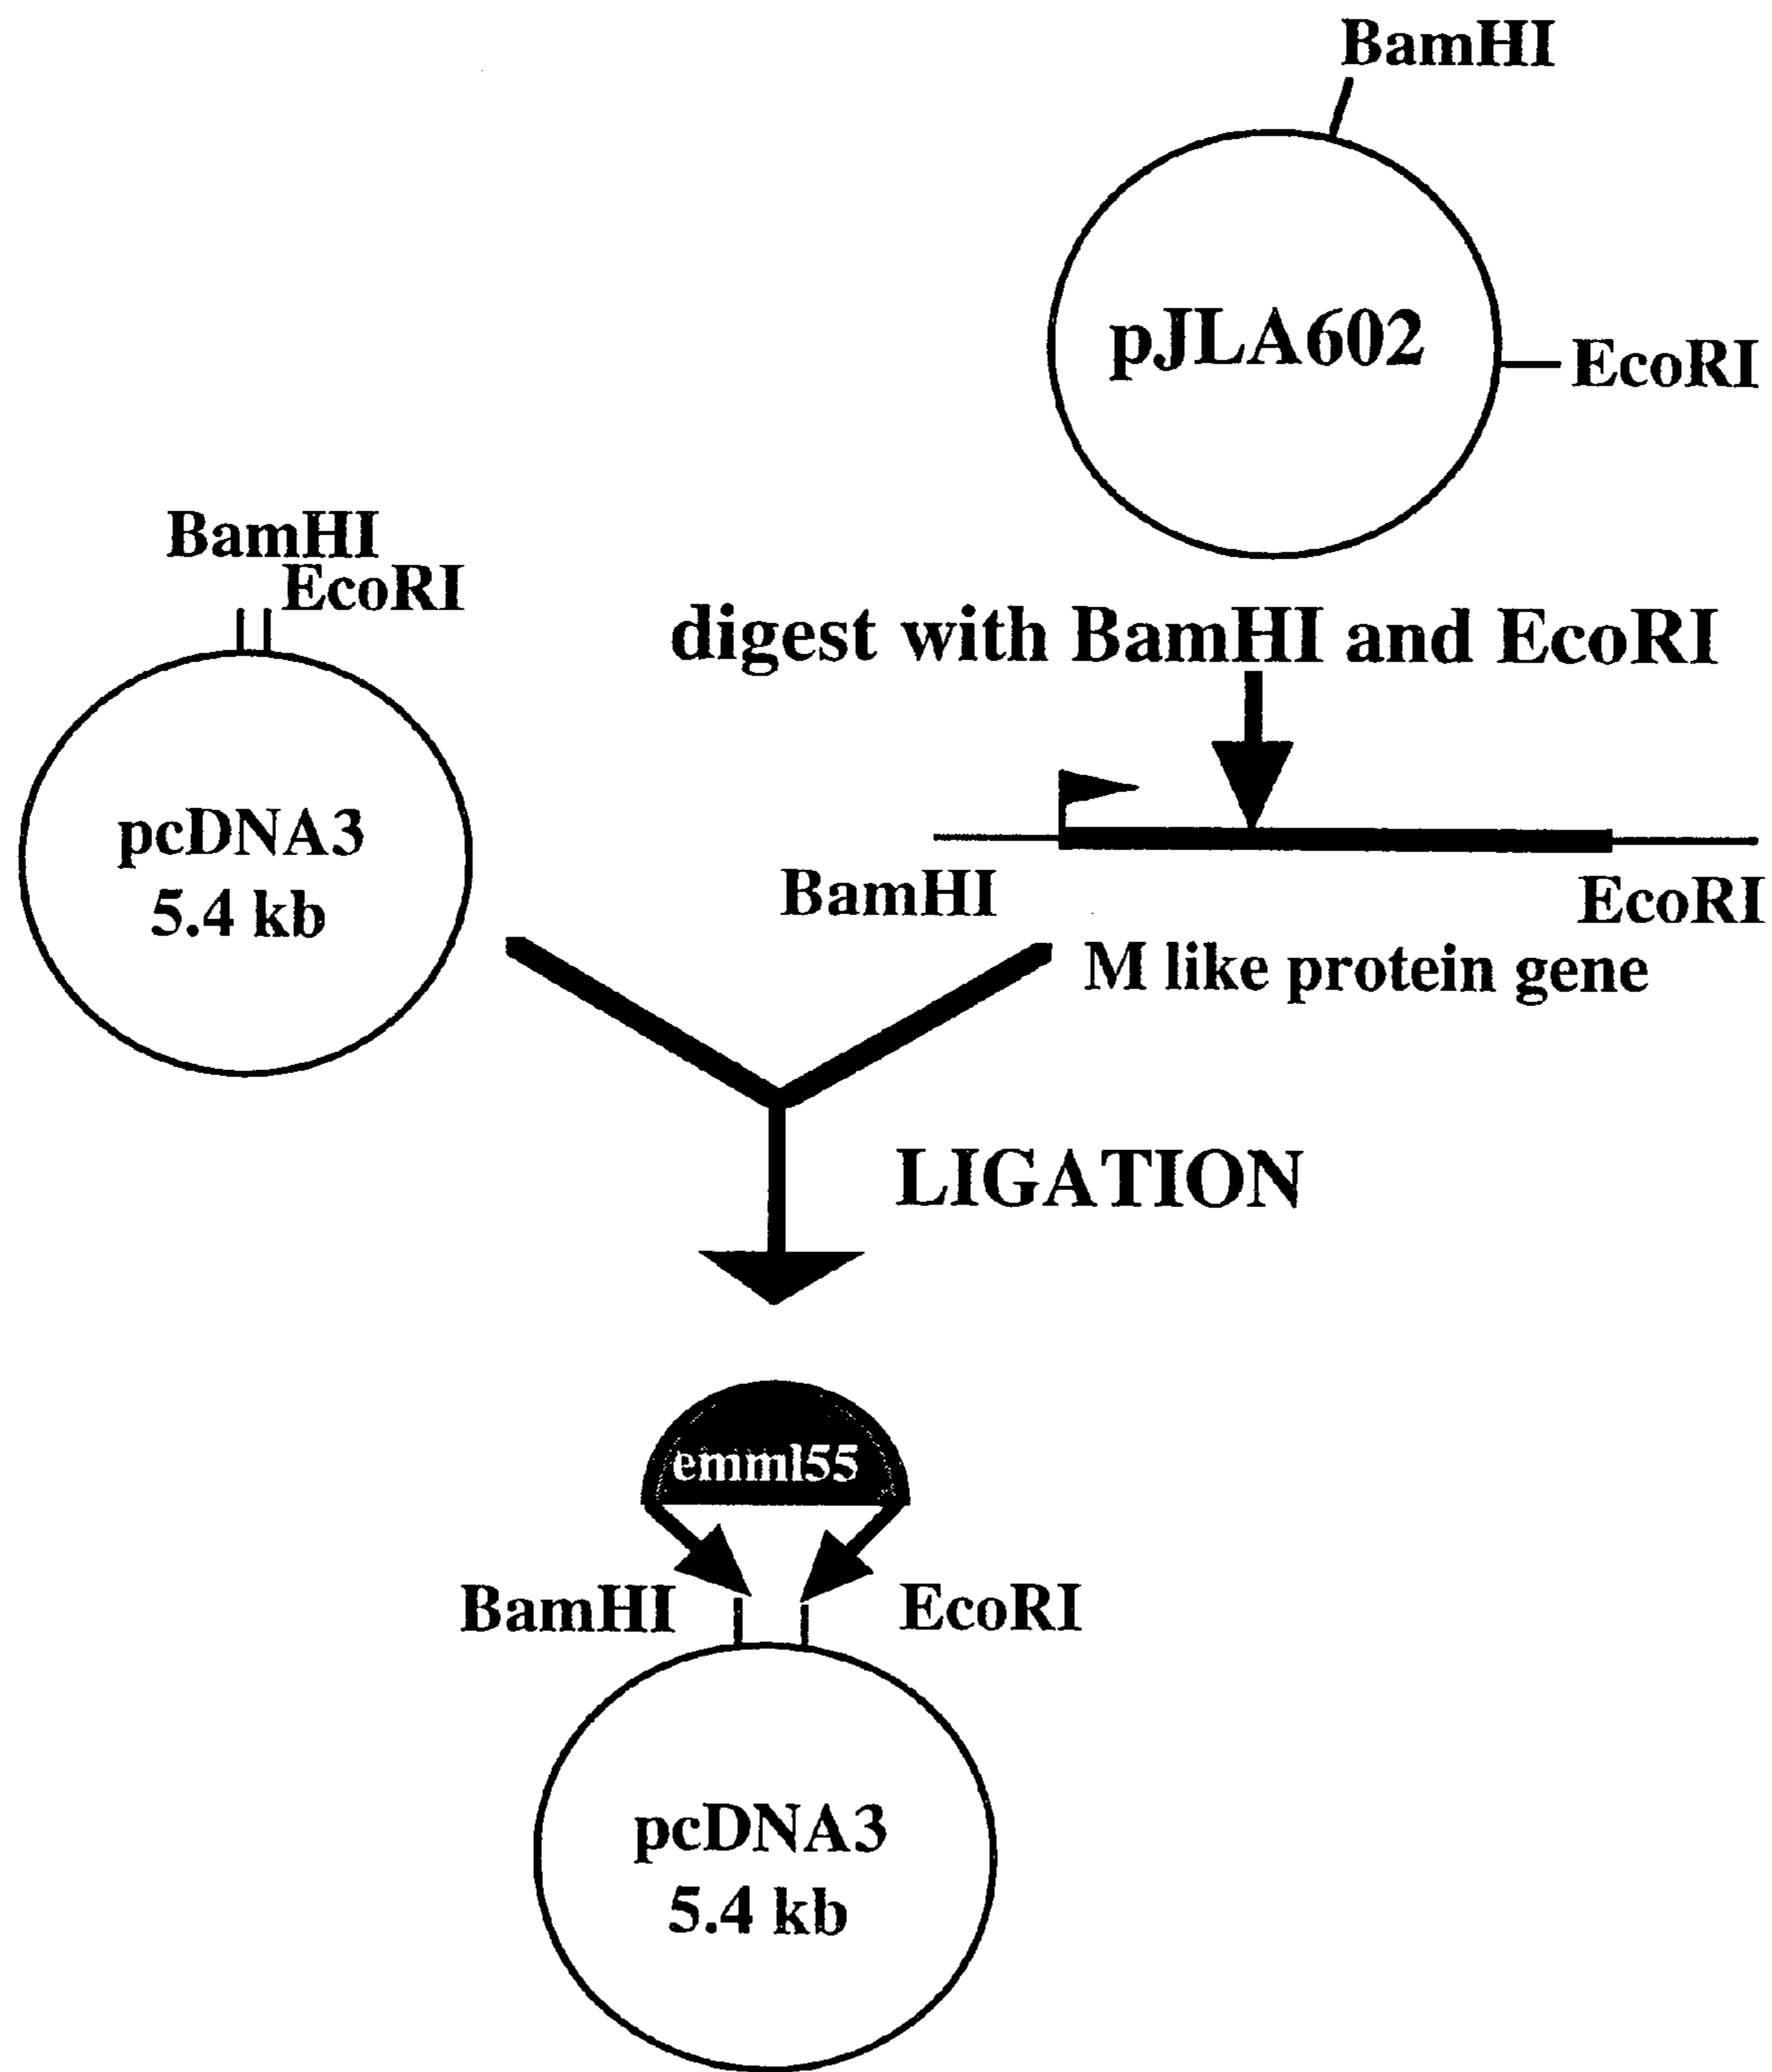 BamHI
pJLA602
EcoRI
BamHI
EcoRI
digest with BamHI and EcoRI
pcDNA3
5.4 kb
BamHI
EcoRI
M like protein gene
LIGATION
emml55
BamHI
EcoRI
pcDNA3
5.4 kb